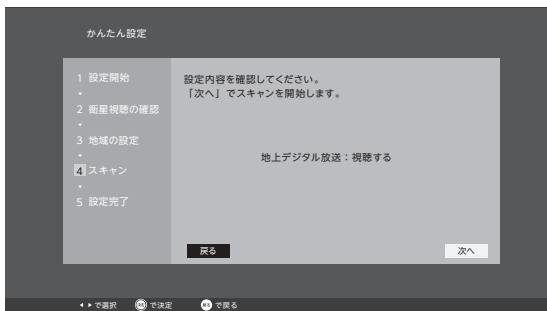 かんたん設定
1 設定開始
2 衛星視聴の確認
3 地域の設定
4 スキャン
5 設定完了
設定内容を確認してください。
「次へ」でスキャンを開始します。
地上デジタル放送：視聴する
戻る
次へ
で選択 で決定 戻る で戻る